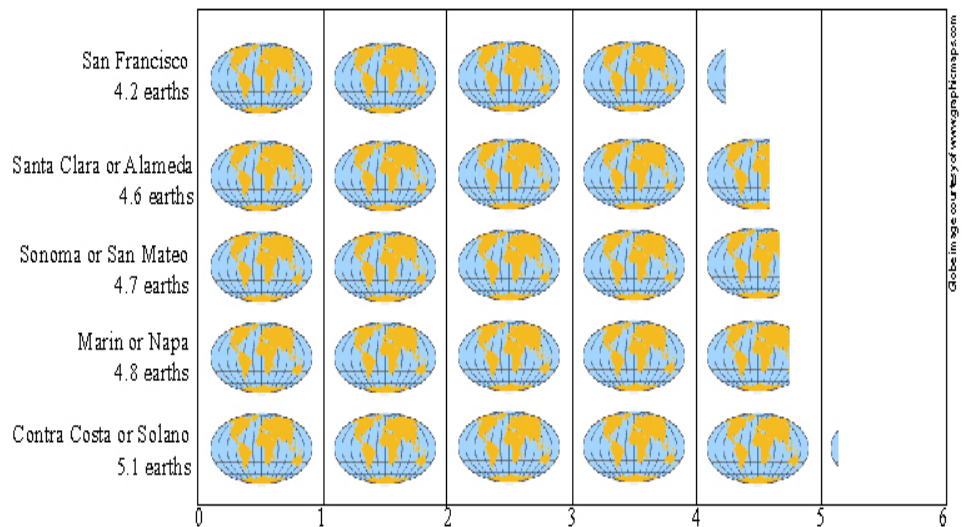 San Francisco
4.2 earths
Santa Clara or Alameda
4.6 earths
Sonoma or San Mateo
4.7 earths
Marin or Napa
4.8 earths
Contra Costa or Solano
5.1 earths
0 1 2 3 4 5 6
Globe image courtesy of www.graphicmaps.com